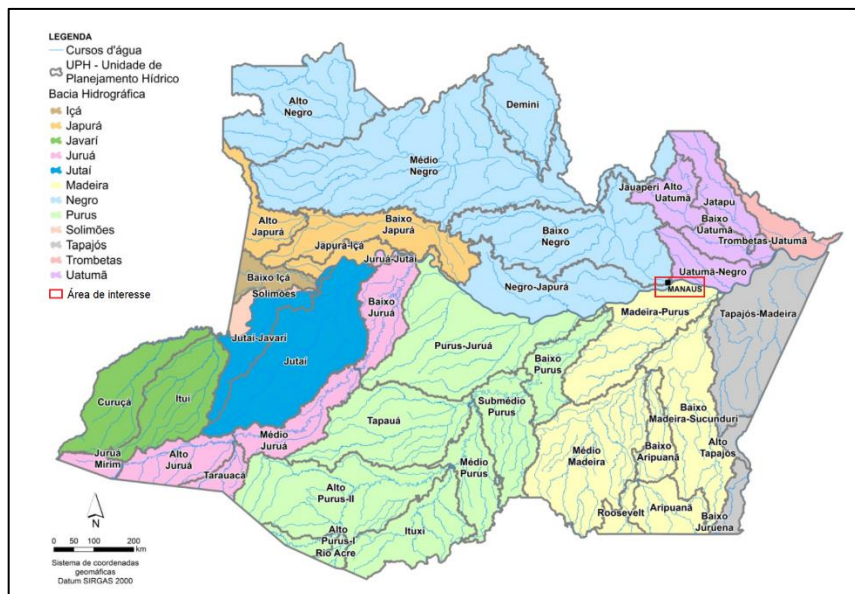 LEGENDA
Cursos d'água
UPH - Unidade de
Planejamento Hídrico
Bacia Hidrográfica
Içá
Japurá
Javarí
Juruá
Jutaí
Madeira
Negro
Purus
Solimões
Tapajós
Trombetas
Uatumã
Área de interesse
Alto
Negro
Demini
Médio
Negro
Jauaperi
Alto
Uatumã
Jatapu
Baixo
Uatumã
Trombetas-Uatumã
Alto
Japurá
Baixo
Japurá
Japurá-Içá
Baixo
Negro
Juruá-Jutaí
Uatumã-Negro
Baixo Içá
Negro-Japurá
MANAUS
Solimões
Baixo
Juruá
Madeira-Purus
Tapajós-Madeira
Jutaí-Javarí
Jutaí
Purus-Juruá
Baixo
Purus
Curuçá
Ituí
Submédio
Purus
Baixo
Madeira-Sucunduri
Tapauá
Médio
Juruá
Alto
Tapajós
Juruá
Mirim
Alto
Juruá
Tarauacá
Médio
Purus
Médio
Madeira
Baixo
Aripuanã
Alto
Purus-II
Roosevelt
Aripuanã
Baixo
Juruena
Alto
Purus-I
Rio Acre
Ituxi
N
0 50 100 200
km
Sistema de coordenadas
geomáficas
Datum SIRGAS 2000